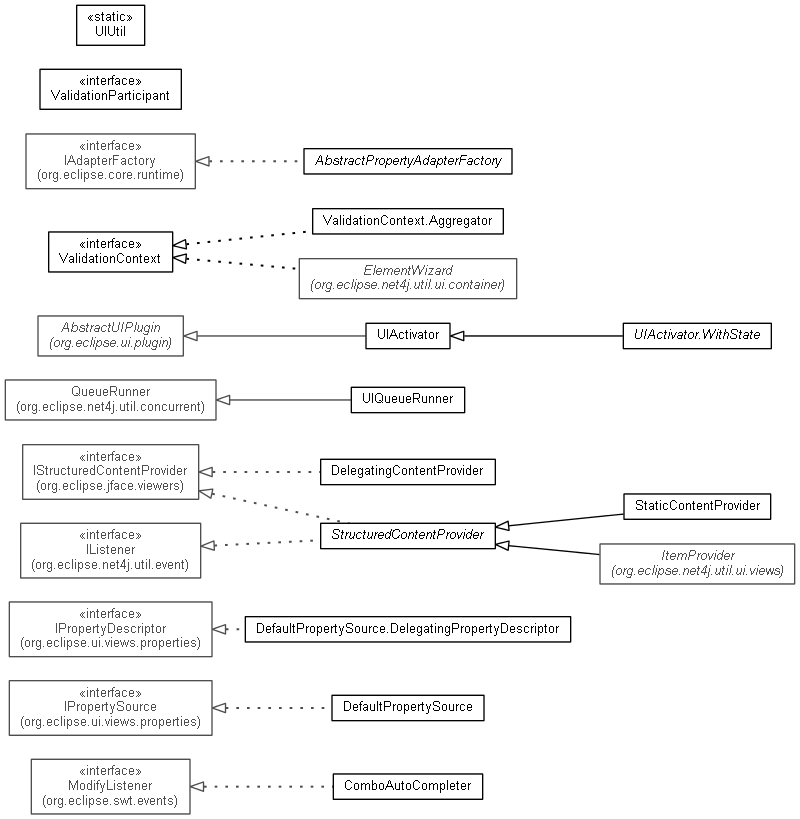 «static»
UIUtil
«interface»
ValidationParticipant
«interface»
IAdapterFactory
(org.eclipse.core.runtime)
AbstractPropertyAdapterFactory
«interface»
ValidationContext
ValidationContext.Aggregator
ElementWizard
(org.eclipse.net4j.util.ui.container)
AbstractUIPlugin
(org.eclipse.ui.plugin)
UIActivator
UIActivator.WithState
QueueRunner
(org.eclipse.net4j.util.concurrent)
UIQueueRunner
«interface»
IStructuredContentProvider
(org.eclipse.jface.viewers)
DelegatingContentProvider
«interface»
IListener
(org.eclipse.net4j.util.event)
StructuredContentProvider
StaticContentProvider
ItemProvider
(org.eclipse.net4j.util.ui.views)
«interface»
IPropertyDescriptor
(org.eclipse.ui.views.properties)
DefaultPropertySource.DelegatingPropertyDescriptor
«interface»
IPropertySource
(org.eclipse.ui.views.properties)
DefaultPropertySource
«interface»
ModifyListener
(org.eclipse.swt.events)
ComboAutoCompleter